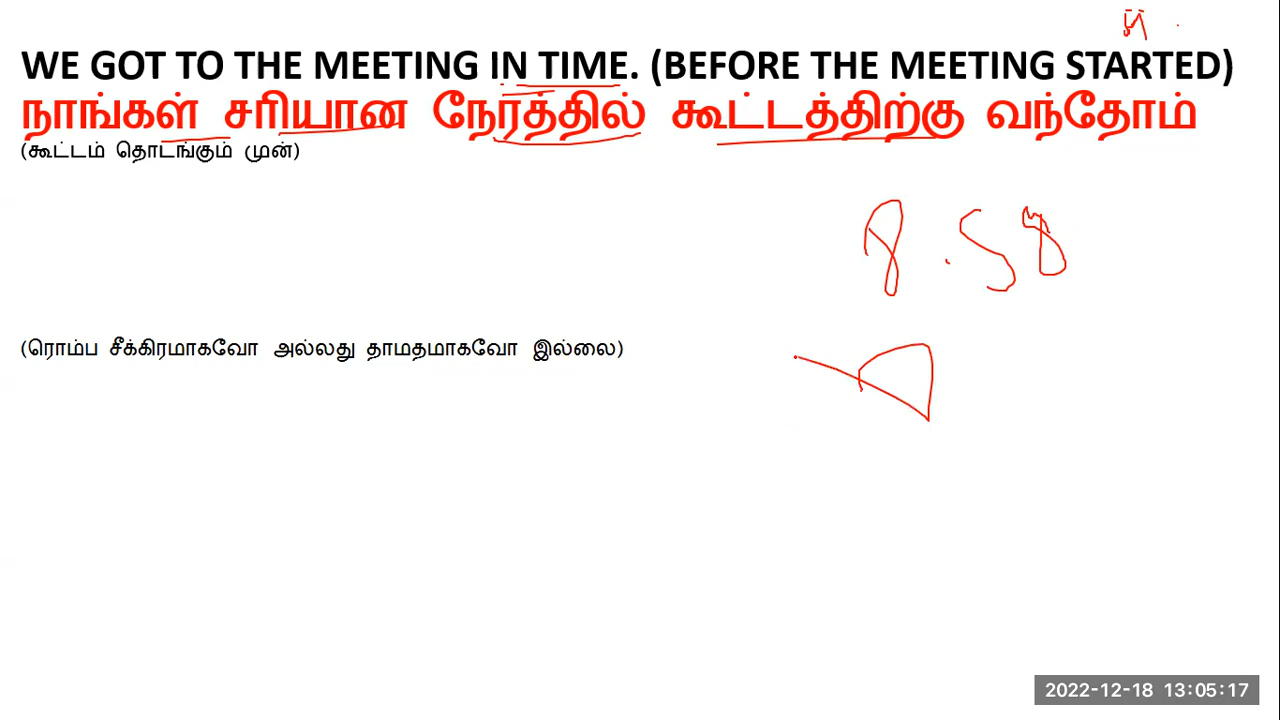 WE GOT TO THE MEETING IN TIME. (BEFORE THE MEETING STARTED)
நாங்கள் சரியான நேரத்தில் கூட்டத்திற்கு வந்தோம்
(கூட்டம் தொடங்கும் முன்)
8.58
(ரொம்ப சீக்கிரமாகவோ அல்லது தாமதமாகவோ இல்லை)
2022-12-18 13:05:17